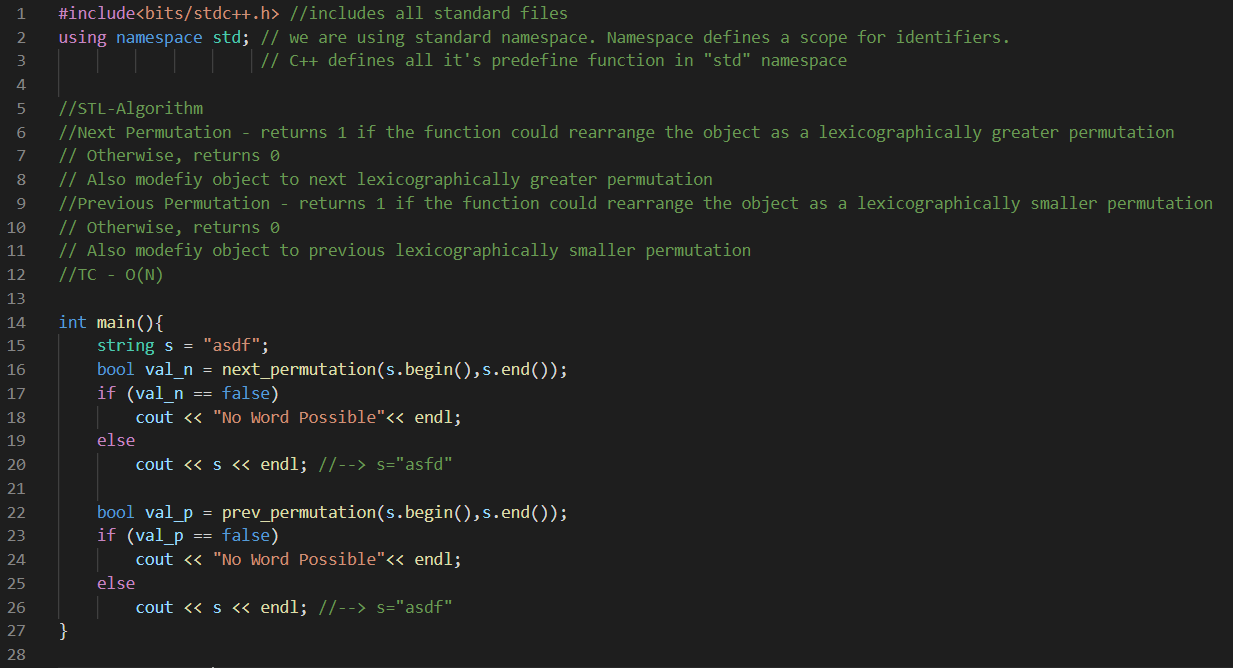 1 #include<bits/stdc++.h> //includes all standard files
2 using namespace std; // we are using standard namespace. Namespace defines a scope for identifiers.
3 // C++ defines all it's predefine function in "std" namespace
4
5 //STL-Algorithm
6 //Next Permutation - returns 1 if the function could rearrange the object as a lexicographically greater permutation
7 // Otherwise, returns 0
8 // Also modefiy object to next lexicographically greater permutation
9 //Previous Permutation - returns 1 if the function could rearrange the object as a lexicographically smaller permutation
10 // Otherwise, returns 0
11 // Also modefiy object to previous lexicographically smaller permutation
12 //TC - O(N)
13
14 int main(){
15 string s = "asdf";
16 bool val_n = next_permutation(s.begin(),s.end());
17 if (val_n == false)
18 cout << "No Word Possible"<< endl;
19 else
20 cout << s << endl; //--> s="asfd"
21
22 bool val_p = prev_permutation(s.begin(),s.end());
23 if (val_p == false)
24 cout << "No Word Possible"<< endl;
25 else
26 cout << s << endl; //--> s="asdf"
27 }
28